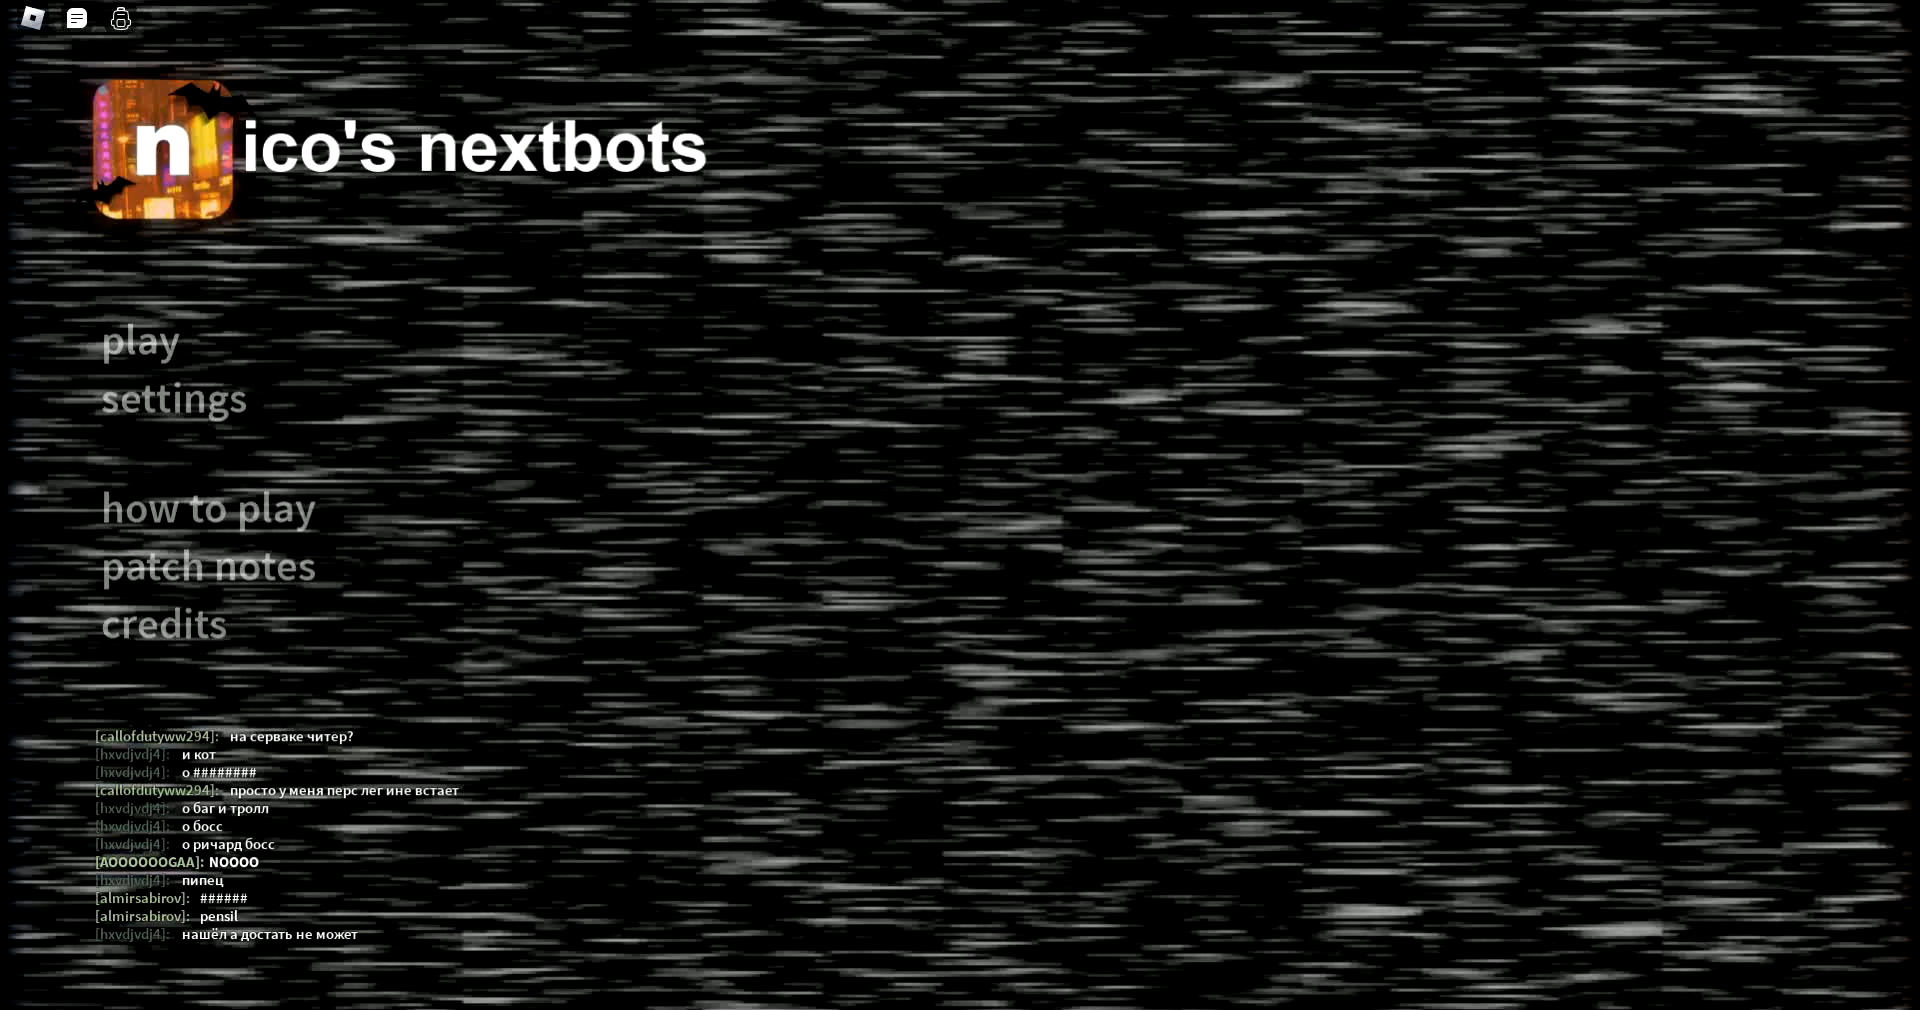 nico's nextbots
play
settings
how to play
patch notes
credits
[callofdutyww294]: на серваке читер?
[hxvdjvdj4]: и кот
[hxvdjvdj4]: о ########
[callofdutyww294]: просто у меня перс лег ине встает
[hxvdjvdj4]: о баг и тролл
[hxvdjvdj4]: о босс
[hxvdjvdj4]: о ричард босс
[AOOOOOOGAA]: NOOOO
[hxvdjvdj4]: пипец
[almirsabirov]: ######
[almirsabirov]: pensil
[hxvdjvdj4]: нашёл а достать не может